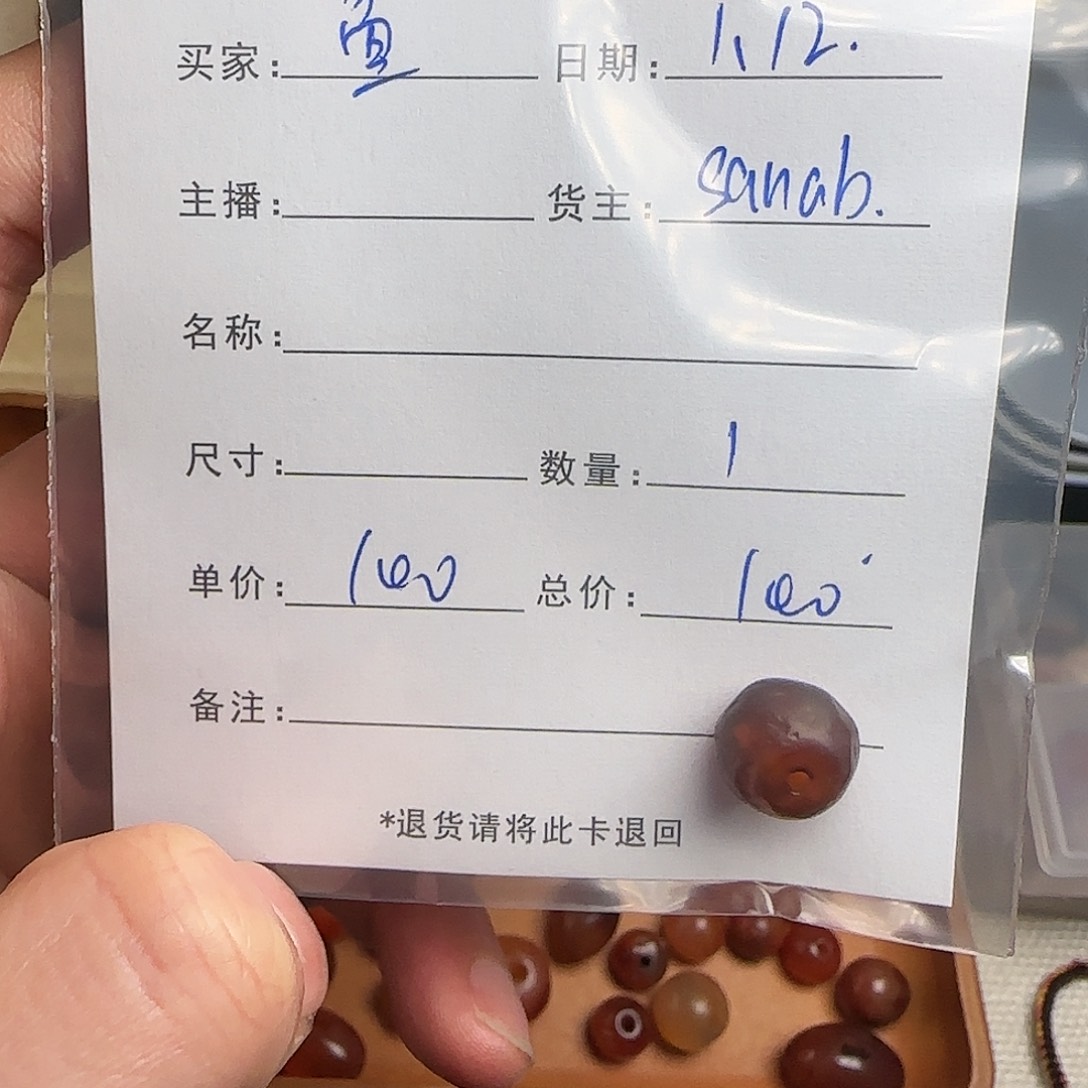 买家: 鱼 日期: 1、12.
主播: 货主: sanab.
名称:
尺寸: 数量: 1
单价: 100 总价: 100
备注:
*退货请将此卡退回